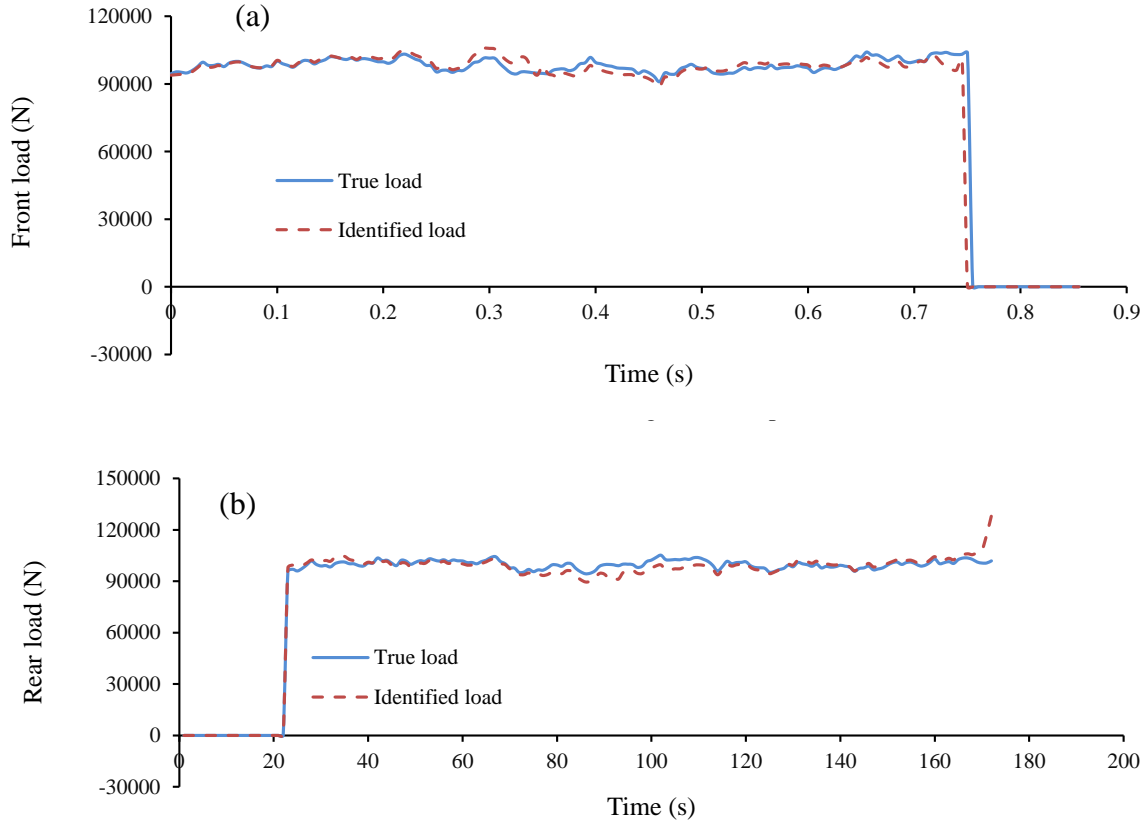 (a)
120000
90000
60000
30000
0
-30000
Front load (N)
True load
Identified load
0 0.1 0.2 0.3 0.4 0.5 0.6 0.7 0.8 0.9
Time (s)
(b)
150000
120000
90000
60000
30000
0
-30000
Rear load (N)
True load
Identified load
0 20 40 60 80 100 120 140 160 180 200
Time (s)